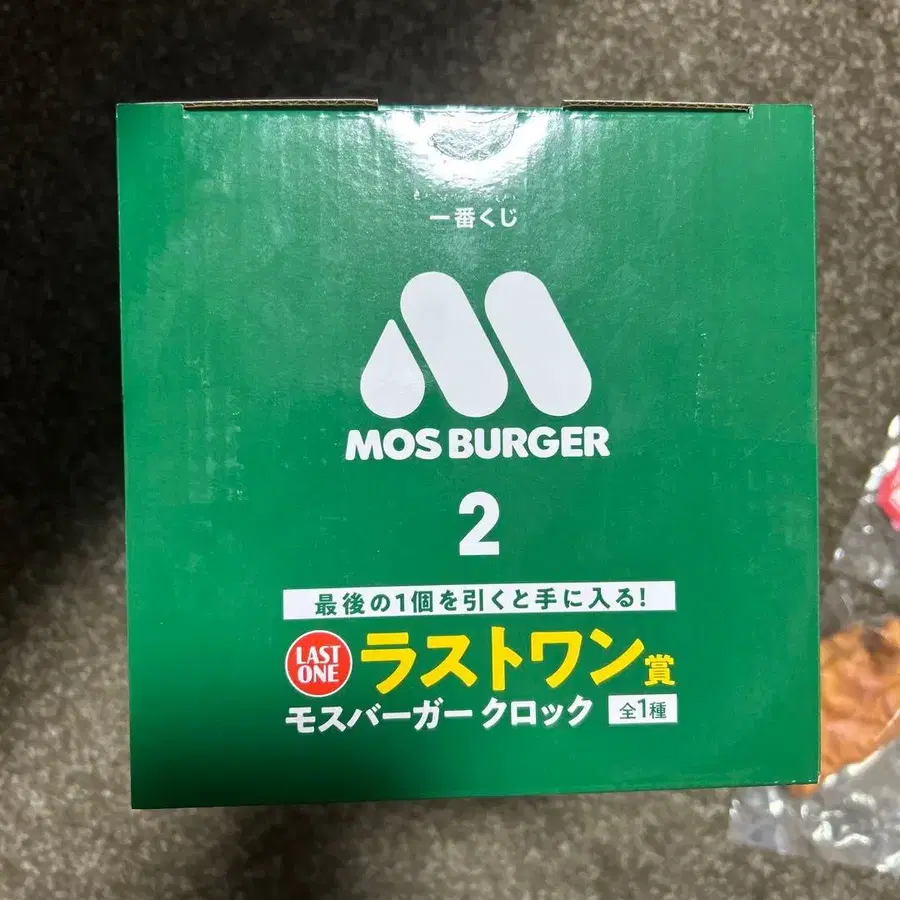 一番くじ
MOS BURGER
2
最後の1個を引くと手に入る!
LAST
ONE
ラストワン賞
モスバーガー クロック 全1種